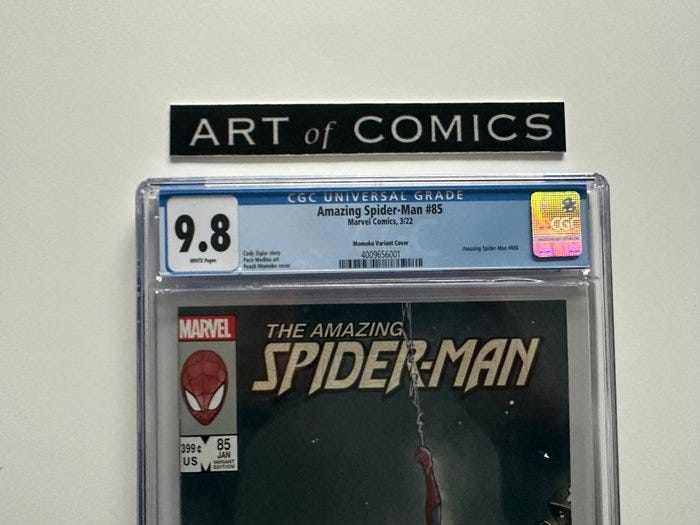 ART of COMICS
CGC UNIVERSAL GRADE
Amazing Spider-Man #85
Marvel Comics, 3/22
9.8
WHITE Pages
Momoko Variant Cover
Amazing Spider-Man #886
Cody Ziglar story
Paco Medina art
Peach Momoko cover
4009656001
CGC
MARVEL
THE AMAZING
SPIDER-MAN
399¢
US
85
JAN
VARIANT
EDITION